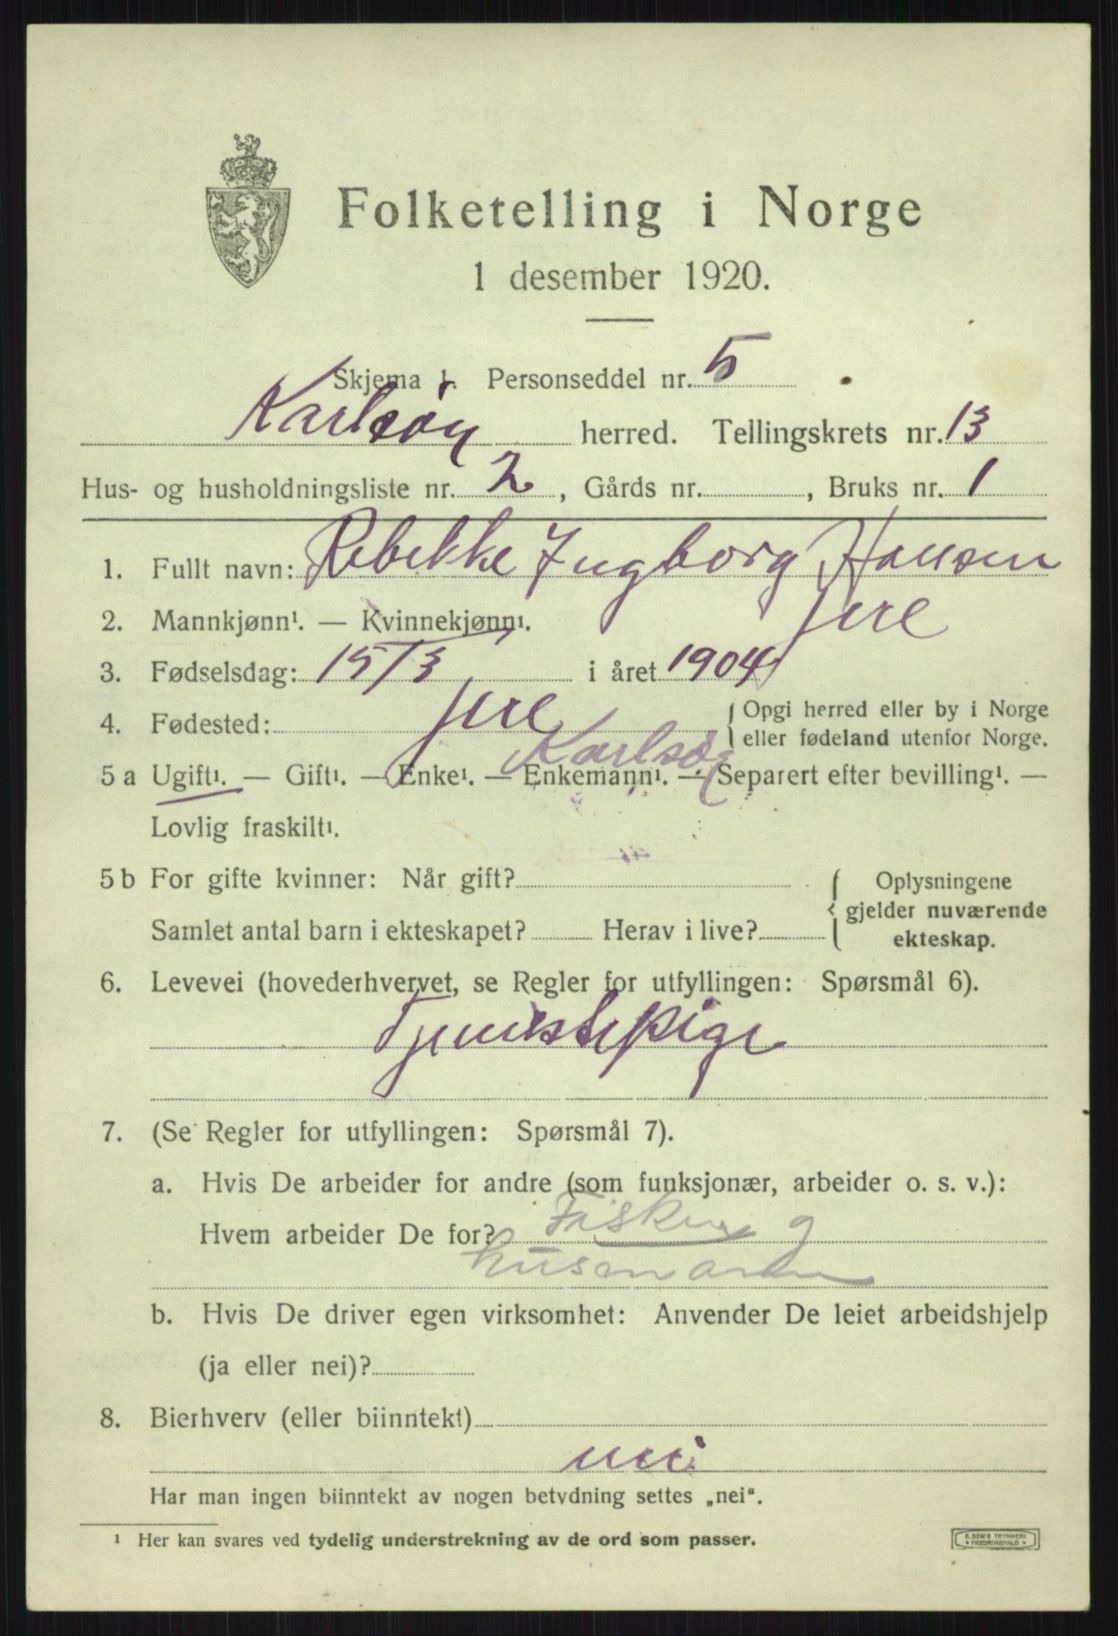 Folketelling i Norge
1 desember 1920.
Skjema 1. Personseddel nr. 5
Karlsøy herred. Tellingskrets nr. 13
Hus- og husholdningsliste nr. 2, Gårds nr. , Bruks nr. 1
1. Fullt navn: Rebekke Ingborg Hansen
2. Mannkjønn¹. — Kvinnekjønn¹.
3. Fødselsdag: 15/3 i året 1904
4. Fødested: { Opgi herred eller by i Norge
eller fødeland utenfor Norge.
Karlsøy
5 a Ugift¹. — Gift¹. — Enke¹. — Enkemann¹. — Separert efter bevilling¹. —
Lovlig fraskilt¹.
5 b For gifte kvinner: Når gift? { Oplysningene
gjelder nuværende
ekteskap.
Samlet antal barn i ekteskapet? Herav i live?
6. Levevei (hovederhvervet, se Regler for utfyllingen: Spørsmål 6).
Tjenestepige
7. (Se Regler for utfyllingen: Spørsmål 7).
a. Hvis De arbeider for andre (som funksjonær, arbeider o. s. v.):
Hvem arbeider De for? Fisker og
b. Hvis De driver egen virksomhet: Anvender De leiet arbeidshjelp
(ja eller nei)?
8. Bierhverv (eller biinntekt)
nei
Har man ingen biinntekt av nogen betydning settes „nei“.
¹ Her kan svares ved tydelig understrekning av de ord som passer.